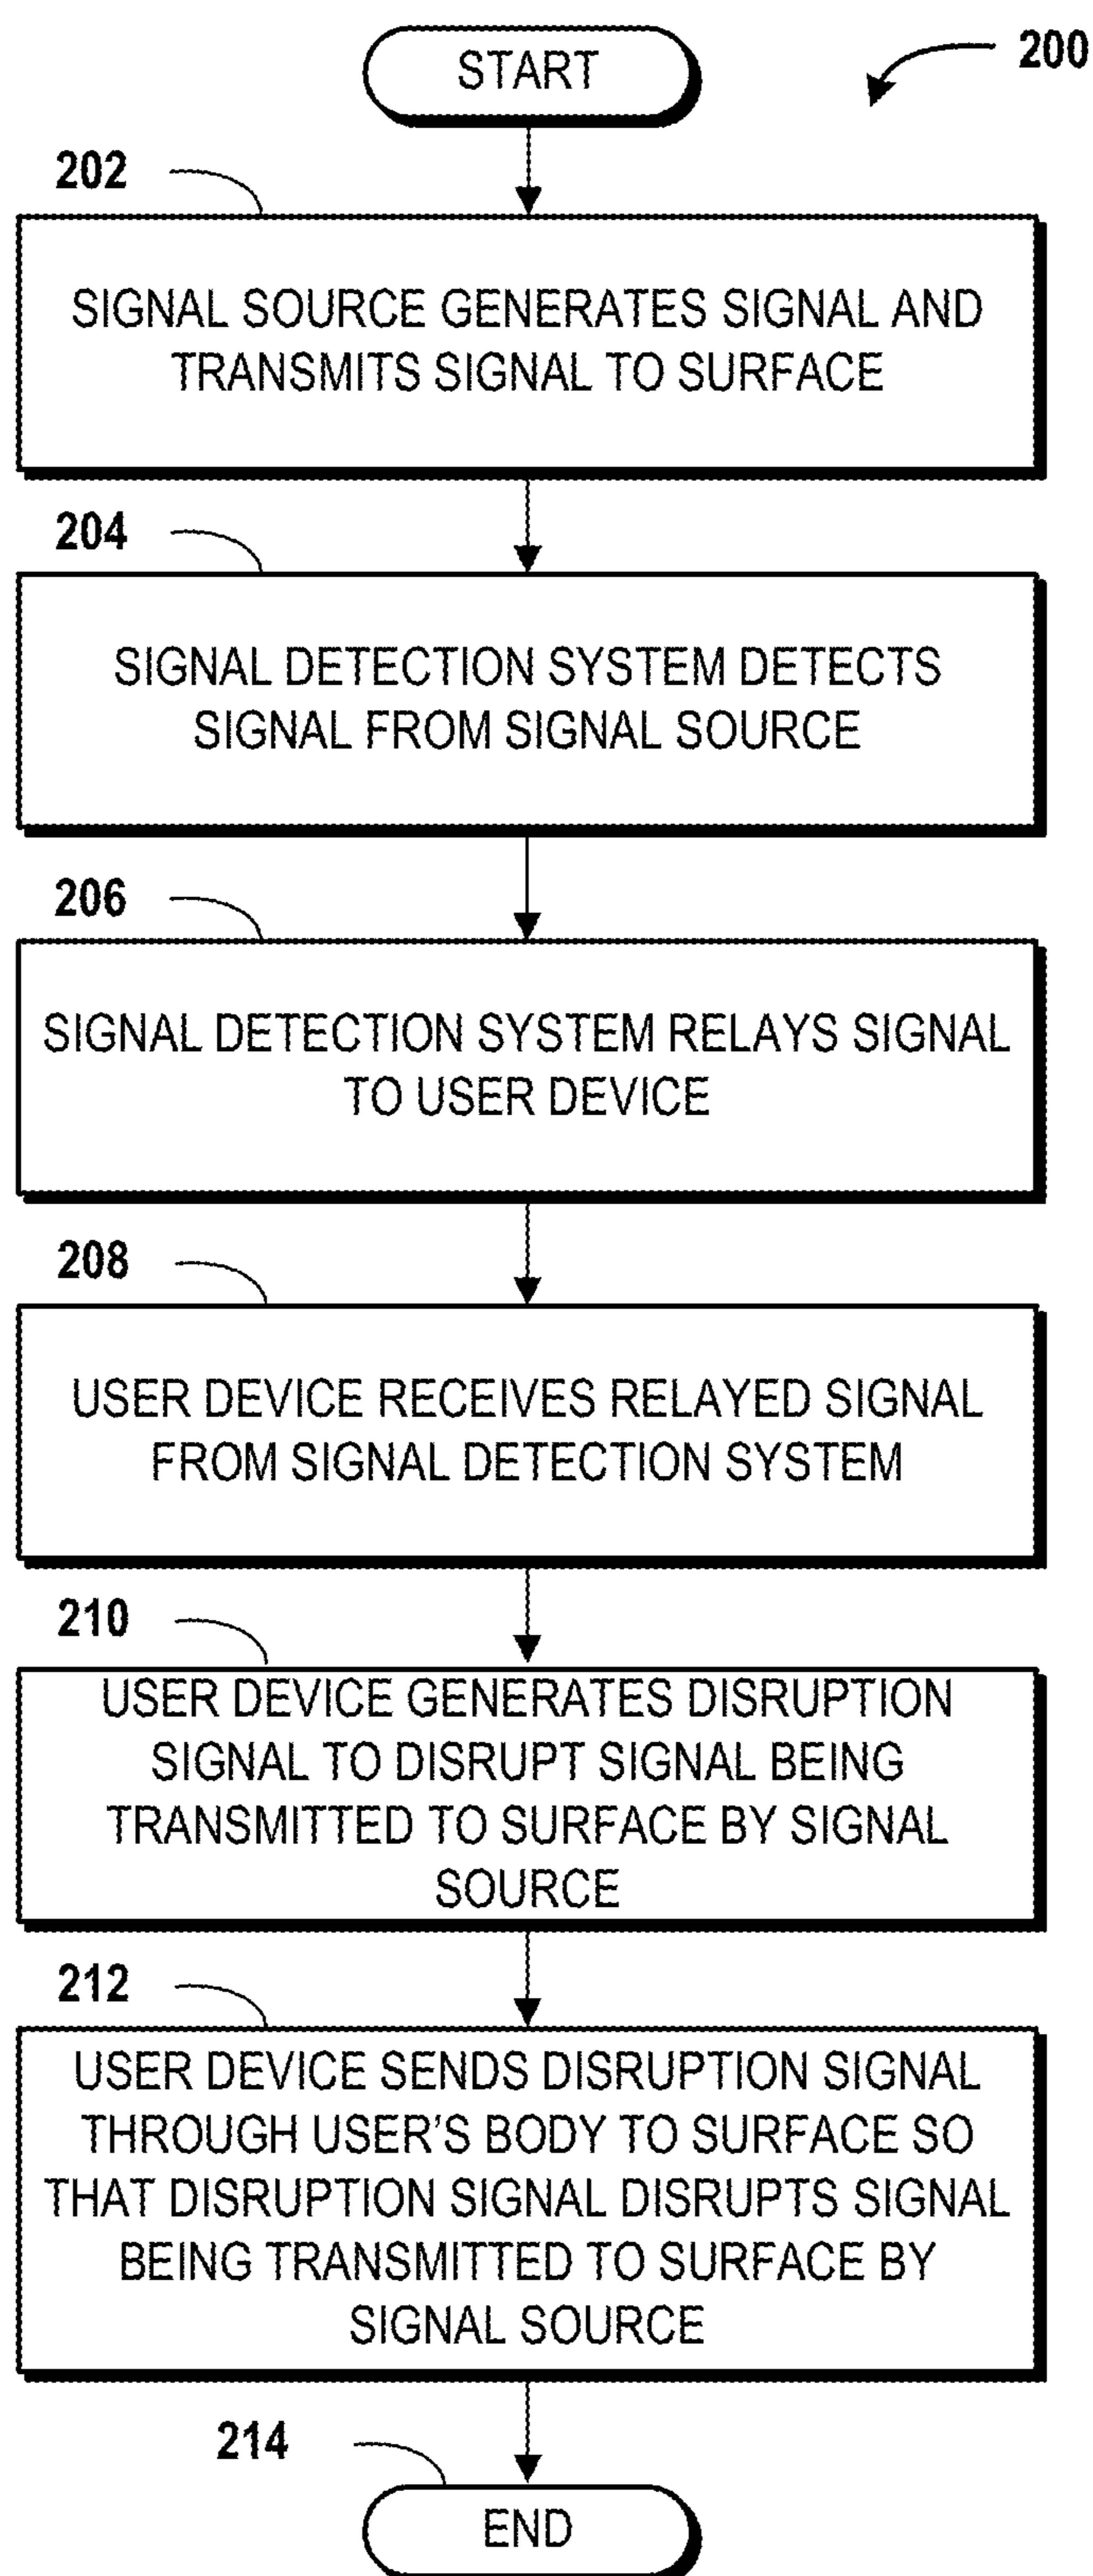 START
200
202
SIGNAL SOURCE GENERATES SIGNAL AND
TRANSMITS SIGNAL TO SURFACE
204
SIGNAL DETECTION SYSTEM DETECTS
SIGNAL FROM SIGNAL SOURCE
206
SIGNAL DETECTION SYSTEM RELAYS SIGNAL
TO USER DEVICE
208
USER DEVICE RECEIVES RELAYED SIGNAL
FROM SIGNAL DETECTION SYSTEM
210
USER DEVICE GENERATES DISRUPTION
SIGNAL TO DISRUPT SIGNAL BEING
TRANSMITTED TO SURFACE BY SIGNAL
SOURCE
212
USER DEVICE SENDS DISRUPTION SIGNAL
THROUGH USER'S BODY TO SURFACE SO
THAT DISRUPTION SIGNAL DISRUPTS SIGNAL
BEING TRANSMITTED TO SURFACE BY
SIGNAL SOURCE
214
END